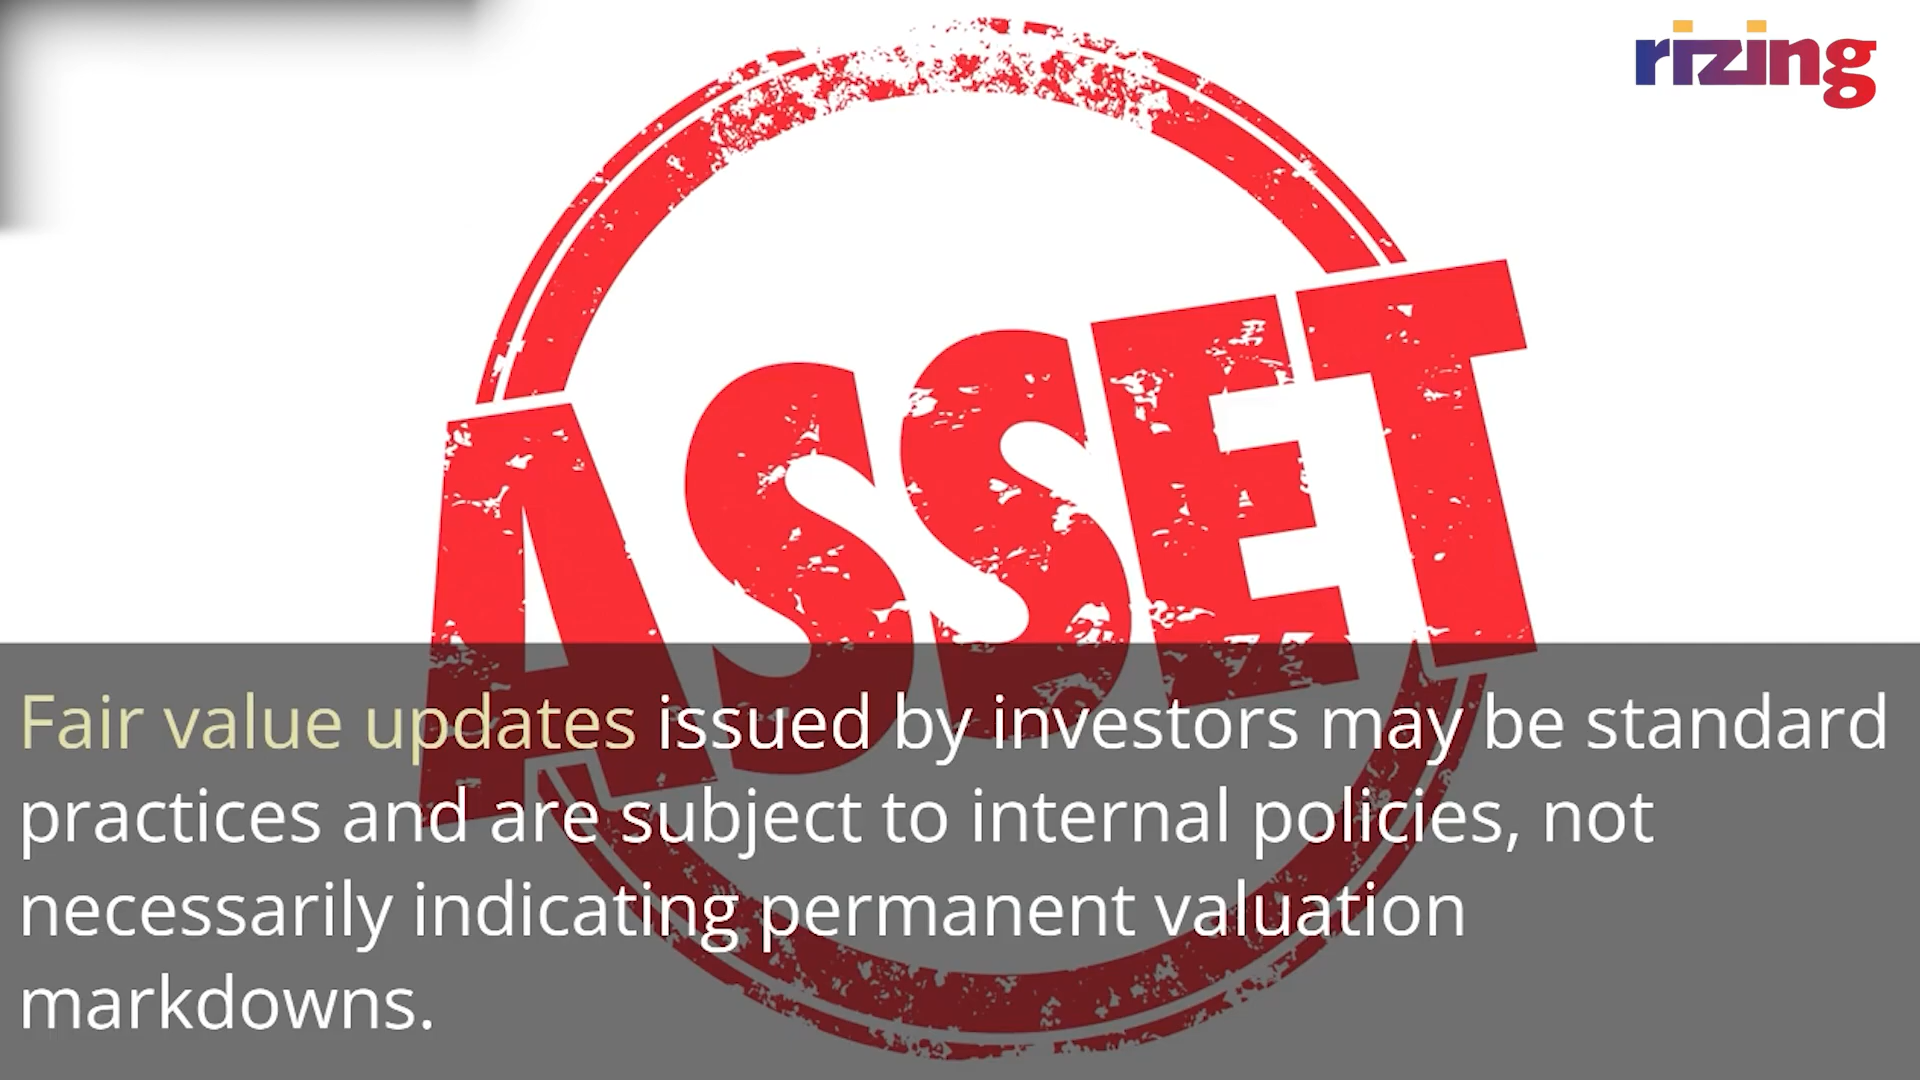 rizing
ASSET
Fair value updates issued by investors may be standard
practices and are subject to internal policies, not
necessarily indicating permanent valuation
markdowns.